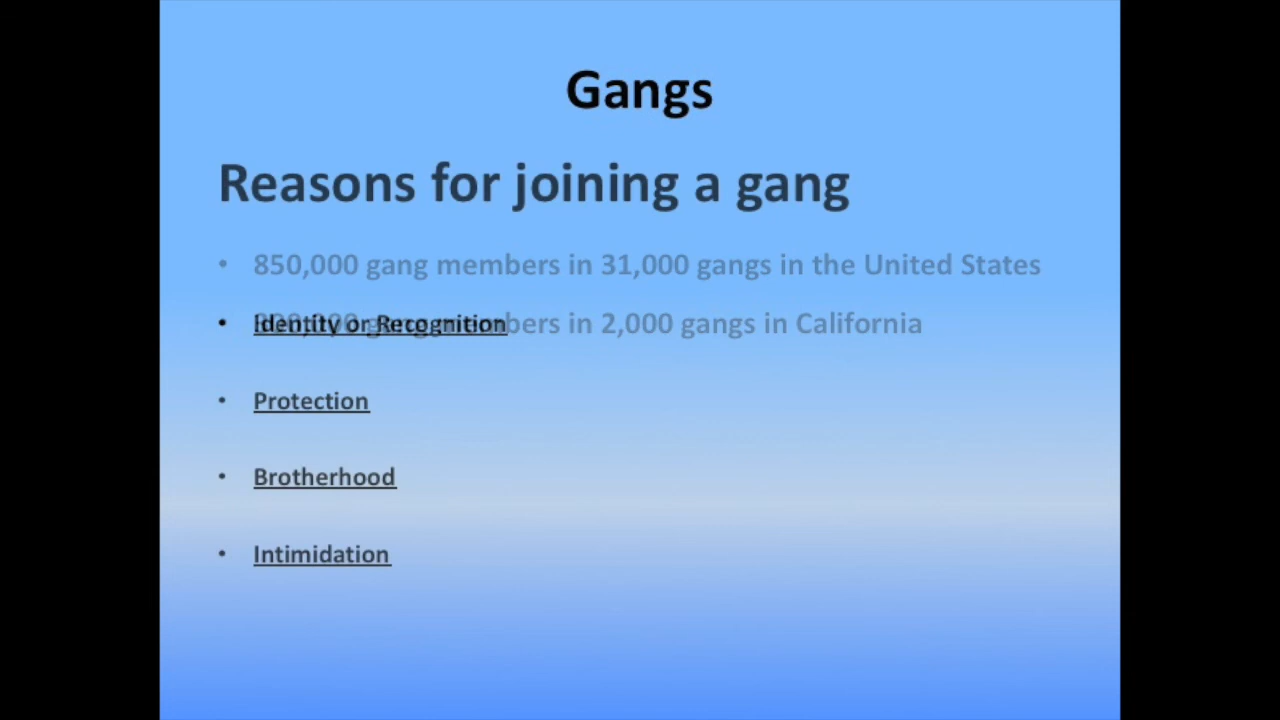 Gangs
Reasons for joining a gang
• 850,000 gang members in 31,000 gangs in the United States
• Identity or Recognition
members in 2,000 gangs in California
• Protection
• Brotherhood
• Intimidation